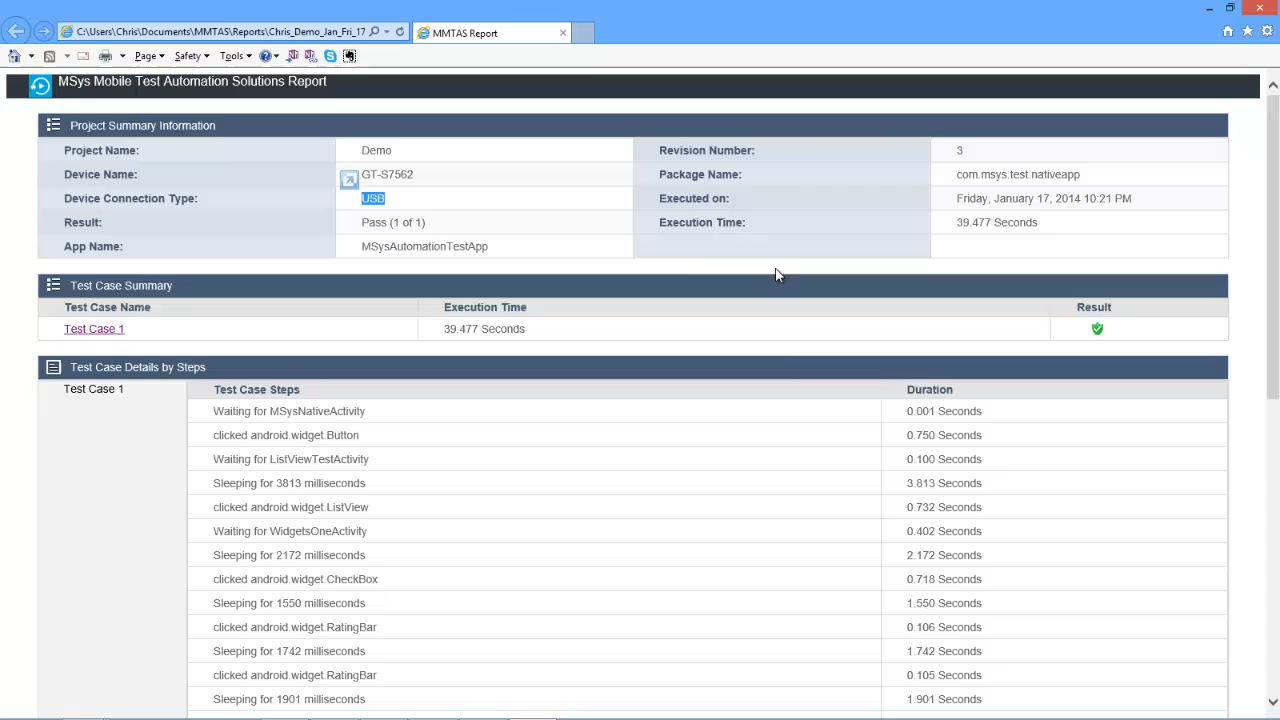 C:\Users\Chris\Documents\MMTAS\Reports\Chris_Demo_Jan_Fri_17
MMTAS Report
Page Safety Tools
MSys Mobile Test Automation Solutions Report
Project Summary Information
Project Name: Demo Revision Number: 3
Device Name: GT-S7562 Package Name: com.msys.test.nativeapp
Device Connection Type: USB Executed on: Friday, January 17, 2014 10:21 PM
Result: Pass (1 of 1) Execution Time: 39.477 Seconds
App Name: MSysAutomationTestApp
Test Case Summary
Test Case Name Execution Time Result
Test Case 1 39.477 Seconds
Test Case Details by Steps
Test Case 1 Test Case Steps Duration
Waiting for MSysNativeActivity 0.001 Seconds
clicked android.widget.Button 0.750 Seconds
Waiting for ListViewTestActivity 0.100 Seconds
Sleeping for 3813 milliseconds 3.813 Seconds
clicked android.widget.ListView 0.732 Seconds
Waiting for WidgetsOneActivity 0.402 Seconds
Sleeping for 2172 milliseconds 2.172 Seconds
clicked android.widget.CheckBox 0.718 Seconds
Sleeping for 1550 milliseconds 1.550 Seconds
clicked android.widget.RatingBar 0.106 Seconds
Sleeping for 1742 milliseconds 1.742 Seconds
clicked android.widget.RatingBar 0.105 Seconds
Sleeping for 1901 milliseconds 1.901 Seconds